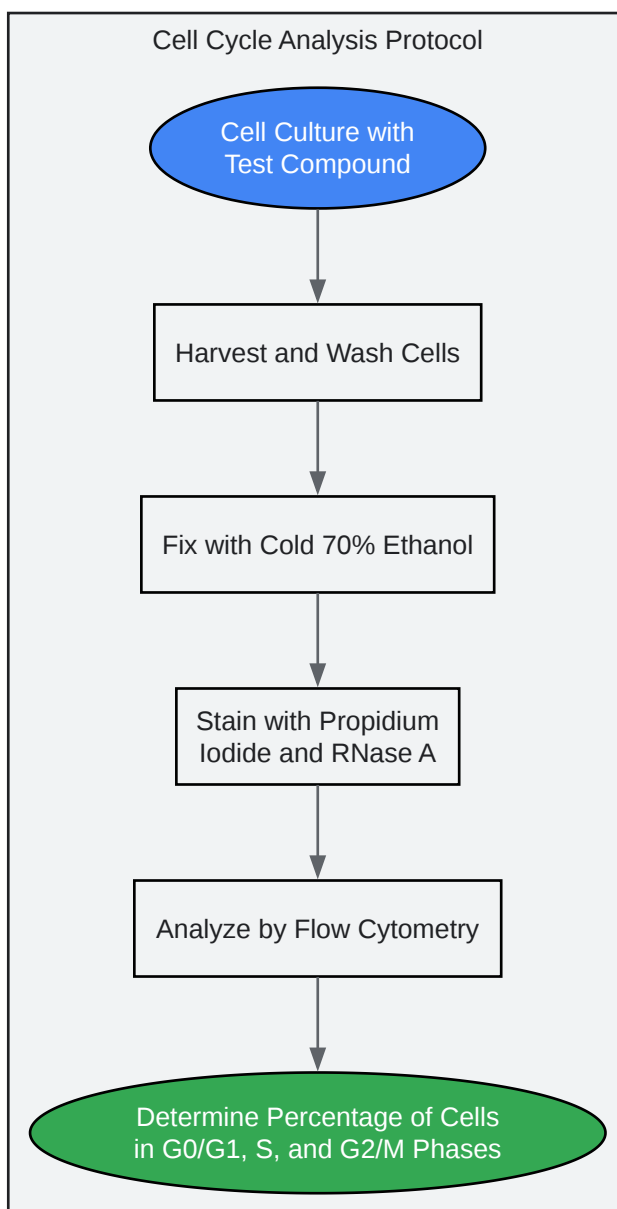 Cell Cycle Analysis Protocol
Cell Culture with
Test Compound
Harvest and Wash Cells
Fix with Cold 70% Ethanol
Stain with Propidium
Iodide and RNase A
Analyze by Flow Cytometry
Determine Percentage of Cells
in G0/G1, S, and G2/M Phases